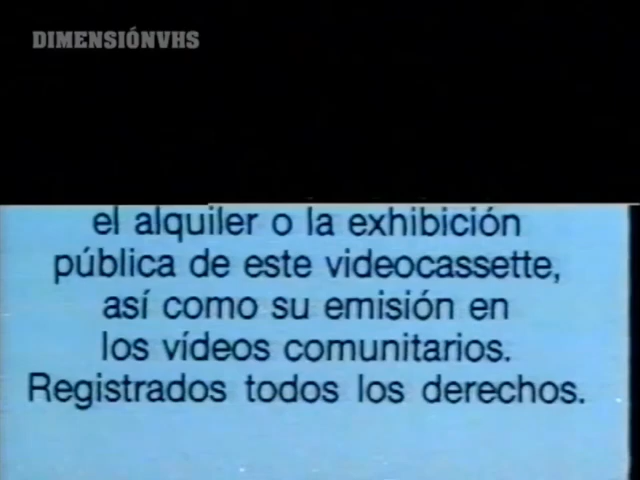 DIMENSIÓNVHS
el alquiler o la exhibición
pública de este videocassette,
así como su emisión en
los vídeos comunitarios.
Registrados todos los derechos.